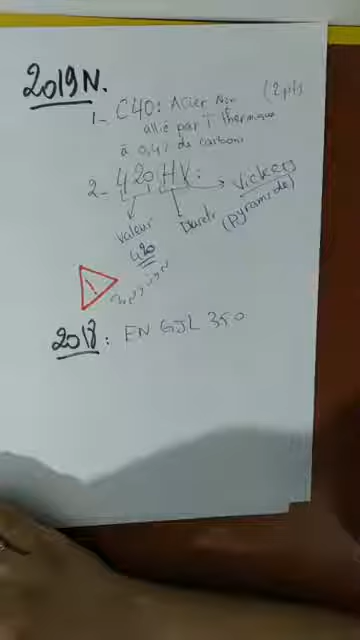 2019N.
1- C40: Acier Non (2pts
allié par T thermique
à 0,4% de carbone
2- 420 HV:
Vickers
(pyramide)
Dureté
Valeur
420
!
2018: EN GJL 350